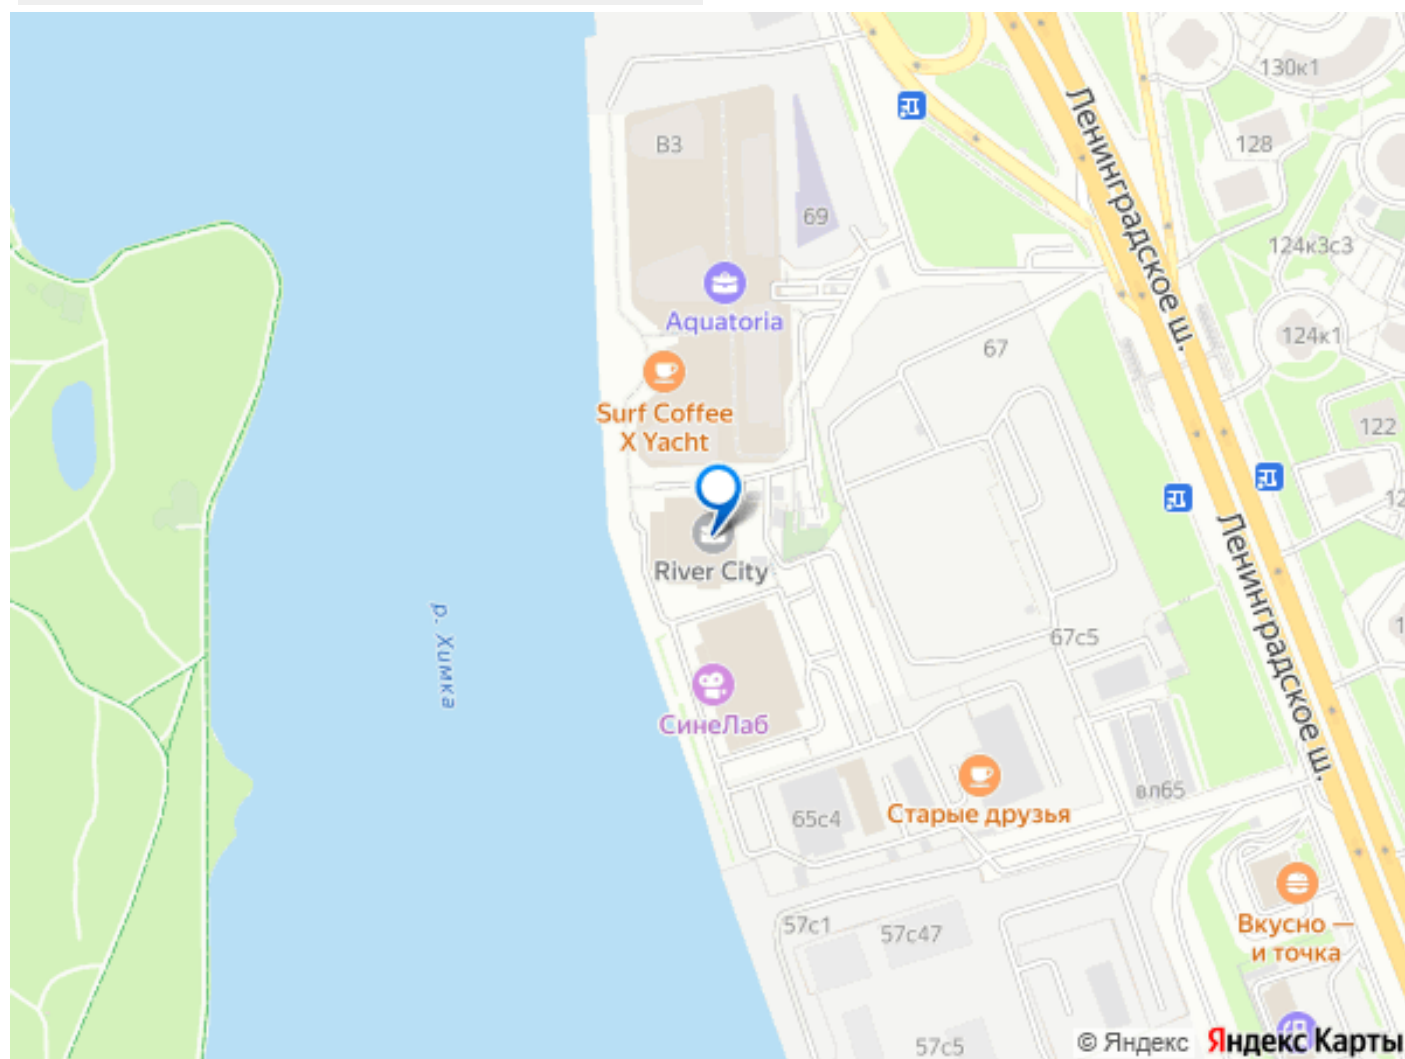 130к1
Ленинградское ш.
В3
128
69
124к3с3
Aquatoria
124к1
67
Surf Coffee
X Yacht
122
River City
Ленинградское ш.
р. Химка
67с5
СинеЛаб
вл65
65с4
Старые друзья
57с1
57с47
Вкусно —
и точка
57с5
© Яндекс
Яндекс Карты